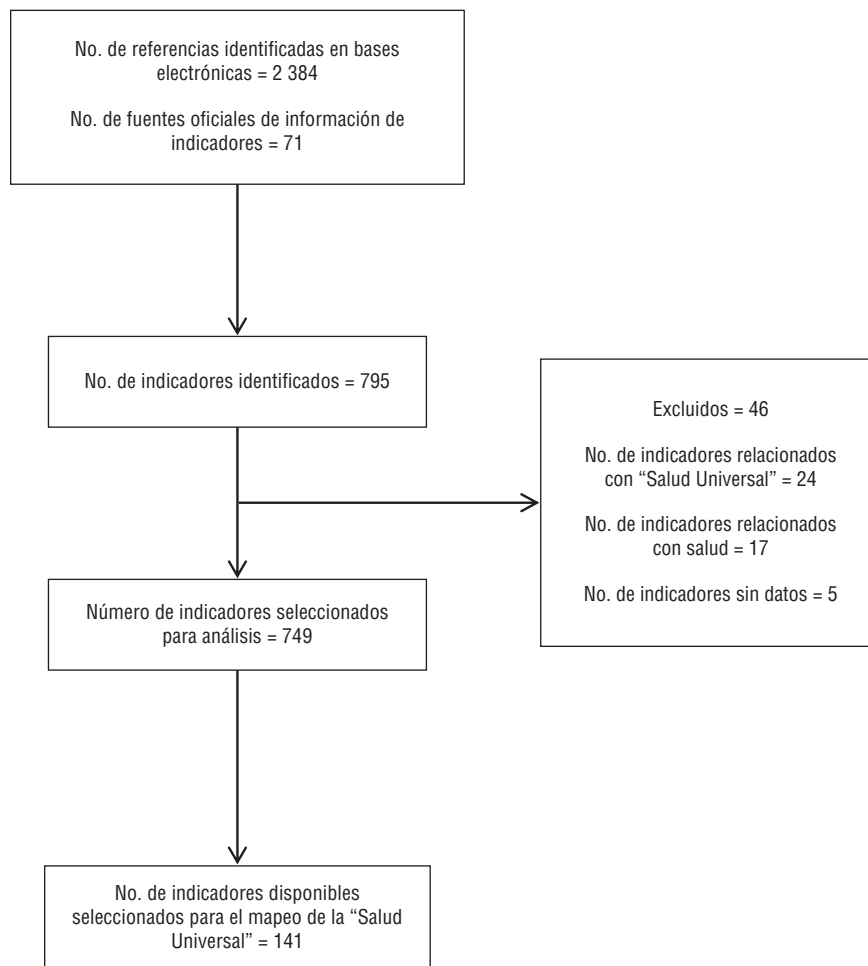 No. de referencias identificadas en bases
electrónicas = 2 384
No. de fuentes oficiales de información de
indicadores = 71
No. de indicadores identificados = 795
Excluidos = 46
No. de indicadores relacionados
con “Salud Universal” = 24
No. de indicadores relacionados
con salud = 17
No. de indicadores sin datos = 5
Número de indicadores seleccionados
para análisis = 749
No. de indicadores disponibles
seleccionados para el mapeo de la “Salud
Universal” = 141